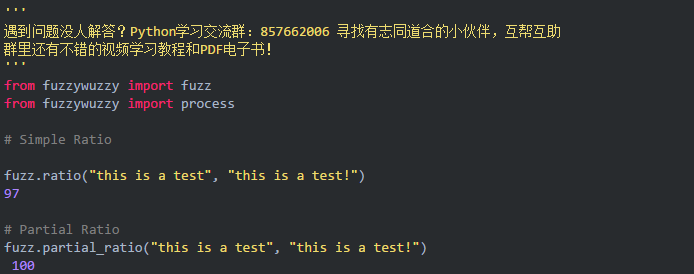 '''
遇到问题没人解答？Python学习交流群：857662006 寻找有志同道合的小伙伴，互帮互助
群里还有不错的视频学习教程和PDF电子书！
'''
from fuzzywuzzy import fuzz
from fuzzywuzzy import process
# Simple Ratio
fuzz.ratio("this is a test", "this is a test!")
97
# Partial Ratio
fuzz.partial_ratio("this is a test", "this is a test!")
100